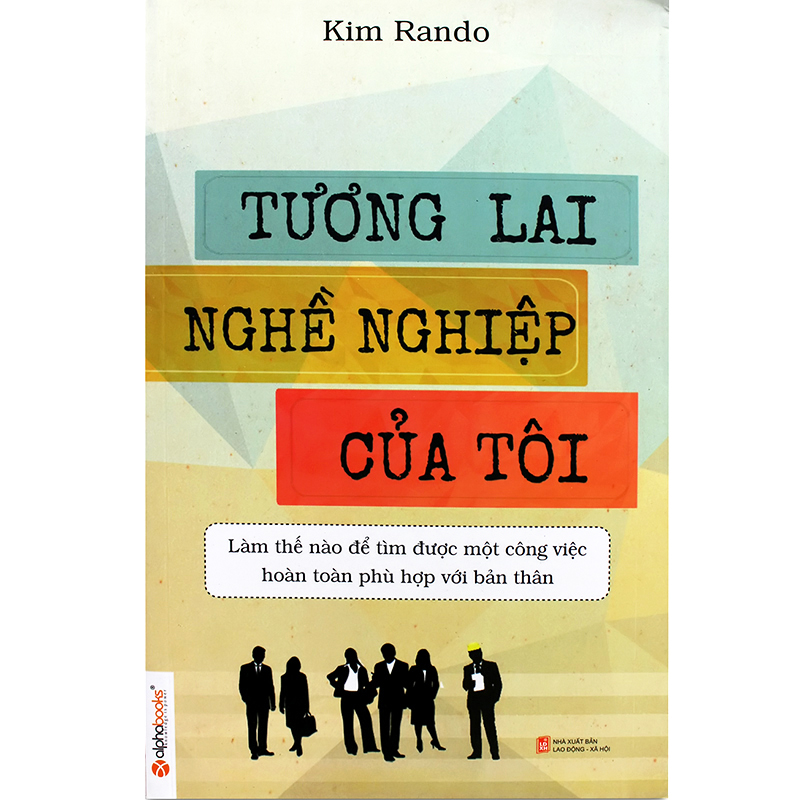 Kim Rando
TƯƠNG LAI
NGHỀ NGHIỆP
CỦA TÔI
Làm thế nào để tìm được một công việc
hoàn toàn phù hợp với bản thân
alphabooks®
NHÀ XUẤT BẢN
LAO ĐỘNG - XÃ HỘI